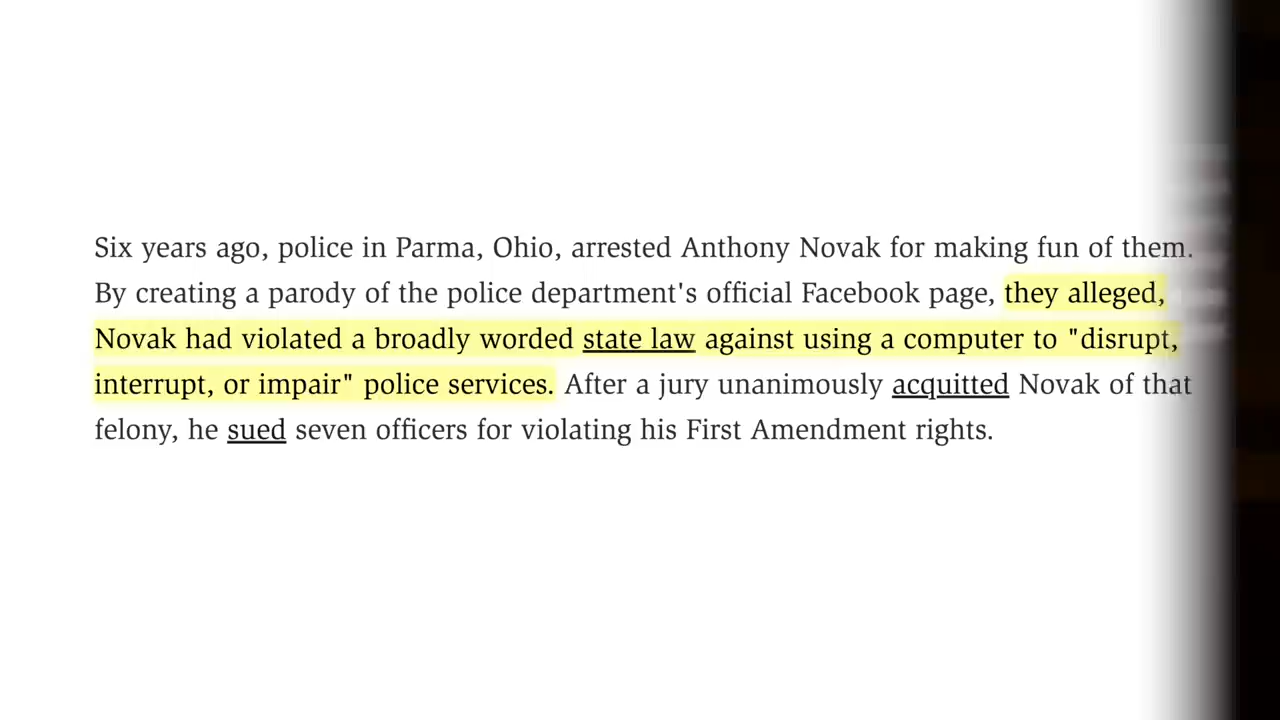 Six years ago, police in Parma, Ohio, arrested Anthony Novak for making fun of them.
By creating a parody of the police department's official Facebook page, they alleged,
Novak had violated a broadly worded state law against using a computer to "disrupt,
interrupt, or impair" police services. After a jury unanimously acquitted Novak of that
felony, he sued seven officers for violating his First Amendment rights.